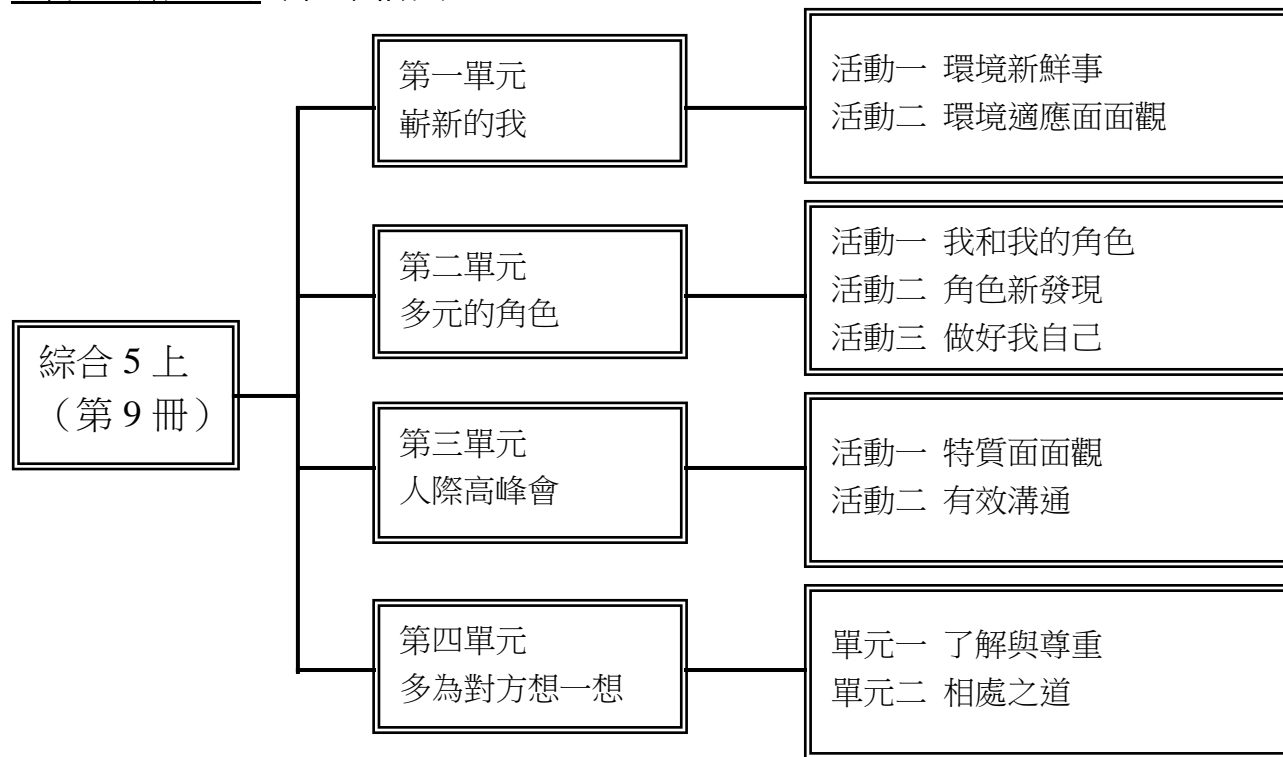 綜合 5 上
（第 9 冊）
第一單元
嶄新的我
活動一 環境新鮮事
活動二 環境適應面面觀
第二單元
多元的角色
活動一 我和我的角色
活動二 角色新發現
活動三 做好我自己
第三單元
人際高峰會
活動一 特質面面觀
活動二 有效溝通
第四單元
多為對方想一想
單元一 了解與尊重
單元二 相處之道